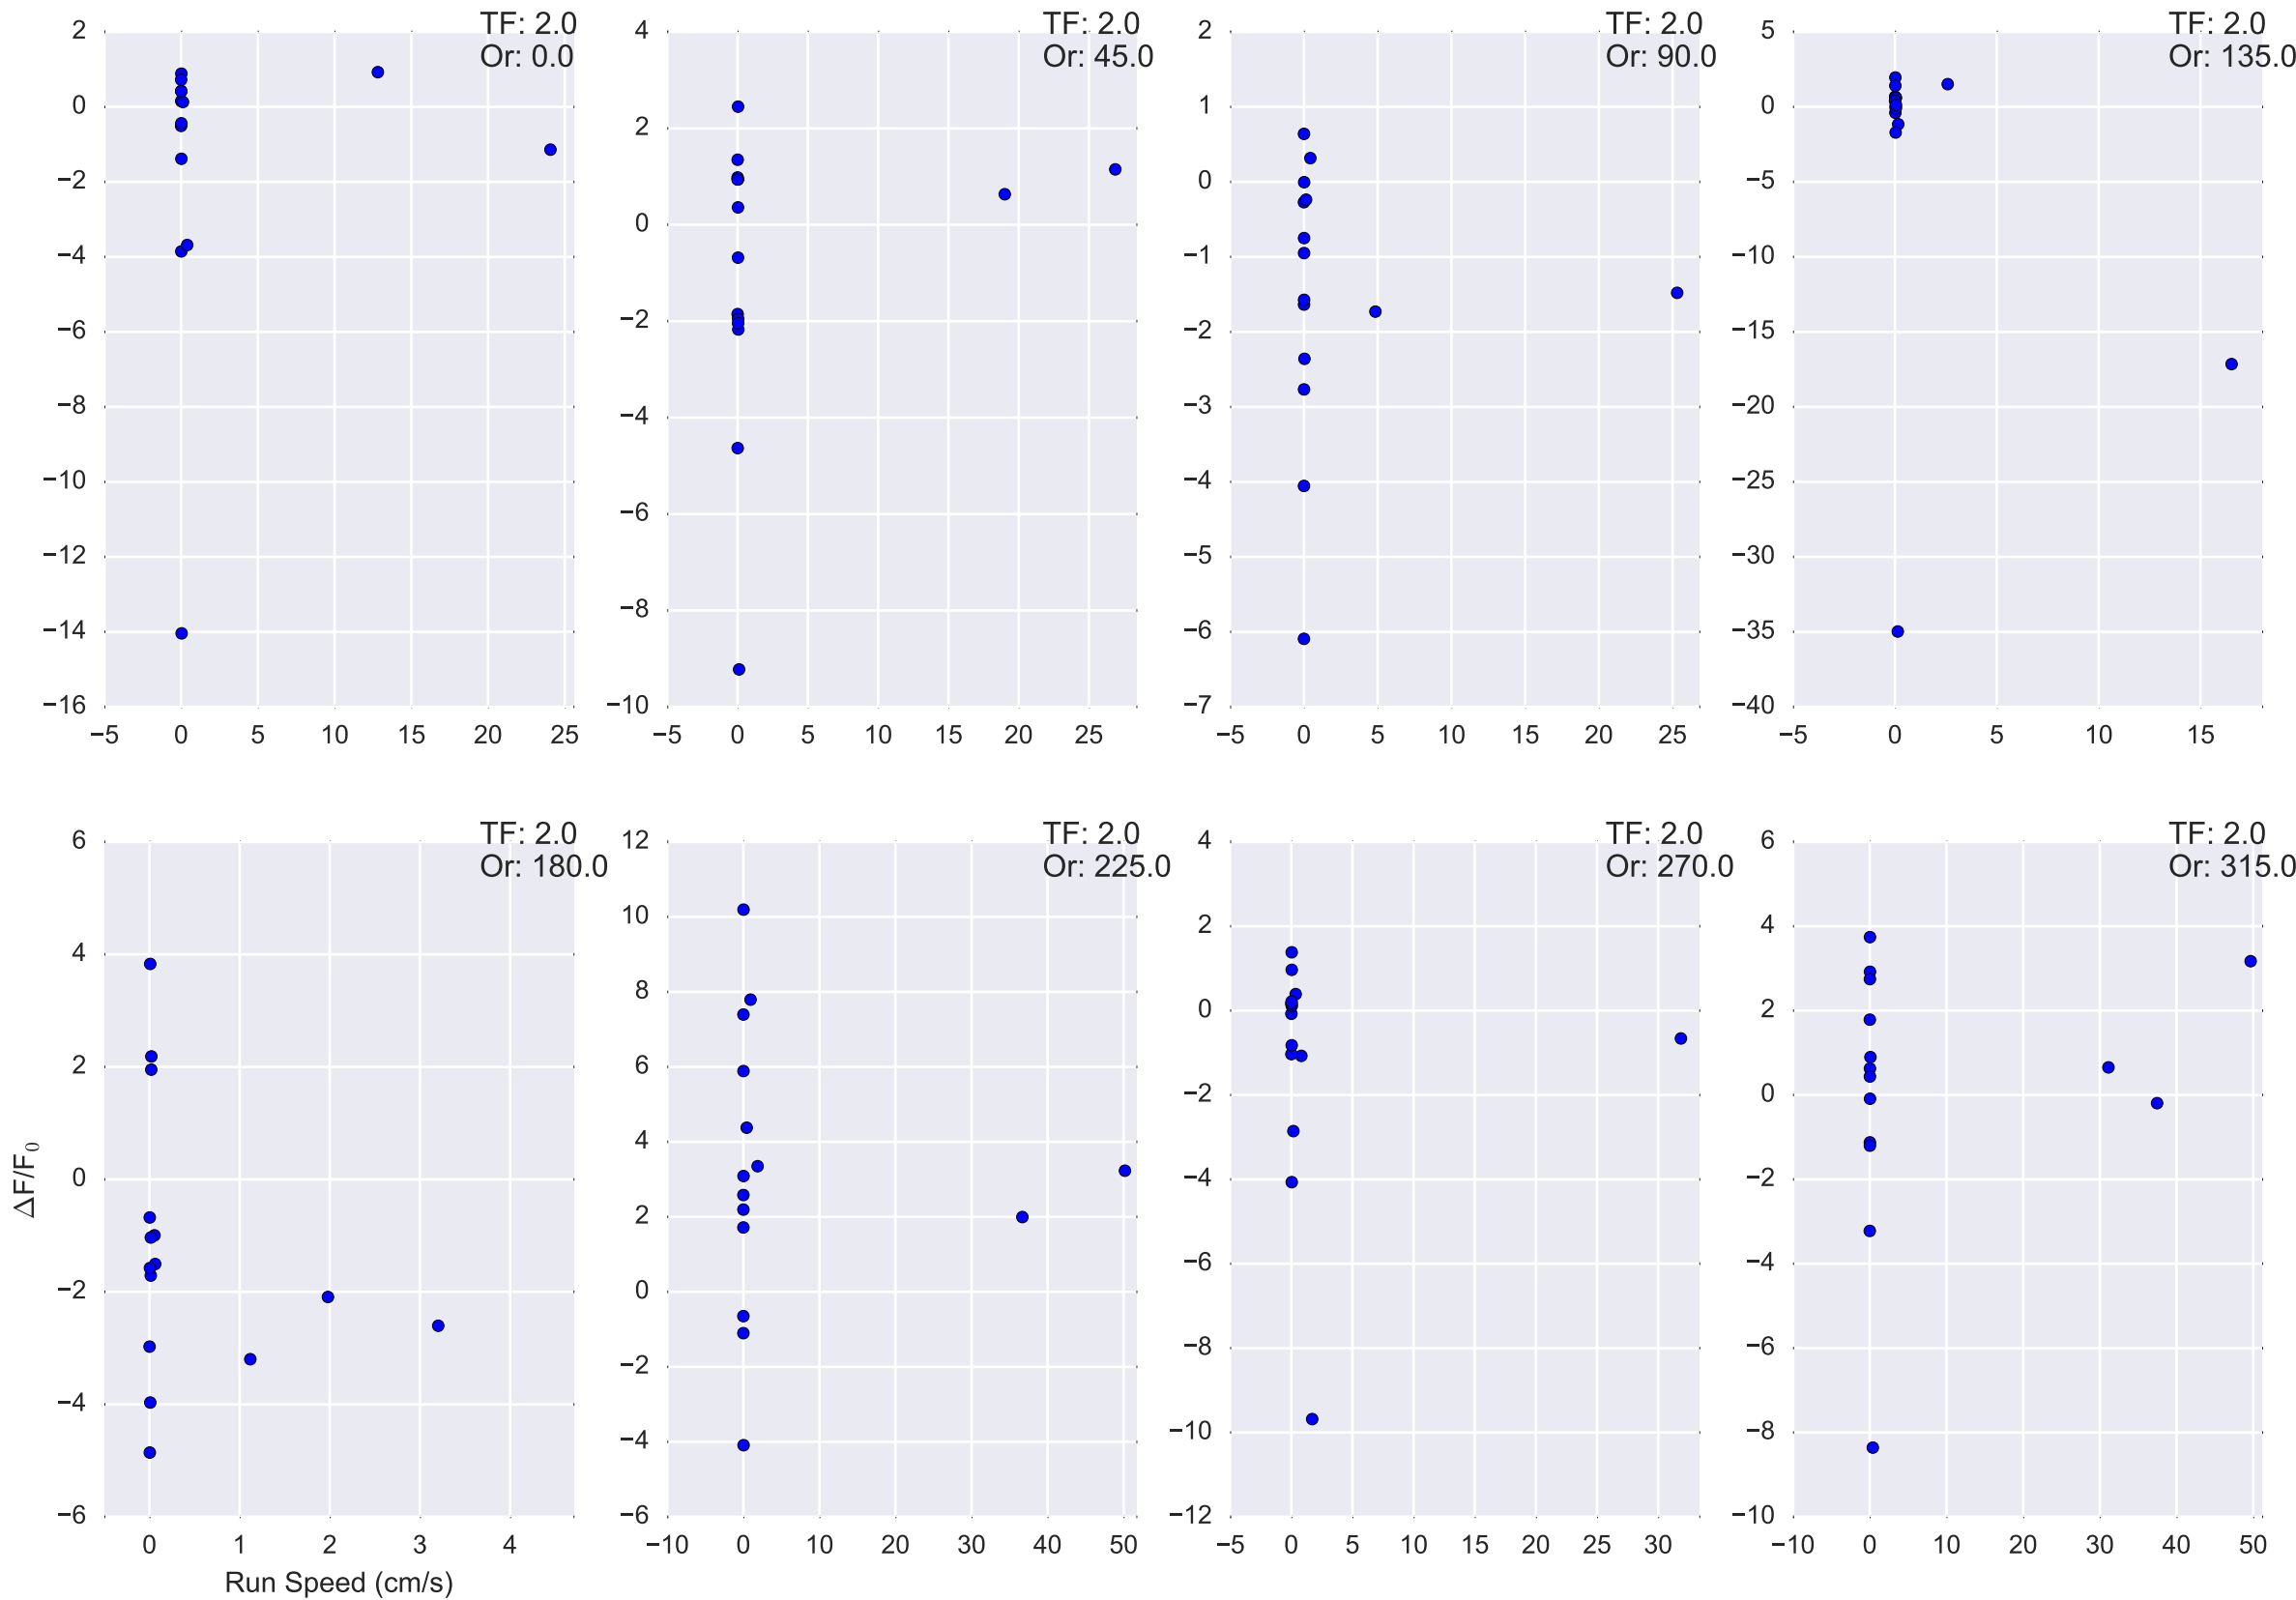 TF: 2.0
Or: 0.0
2
0
−2
−4
−6
−8
−10
−12
−14
−16
−5 0 5 10 15 20 25
TF: 2.0
Or: 45.0
4
2
0
−2
−4
−6
−8
−10
−5 0 5 10 15 20 25
TF: 2.0
Or: 90.0
2
1
0
−1
−2
−3
−4
−5
−6
−7
−5 0 5 10 15 20 25
TF: 2.0
Or: 135.0
5
0
−5
−10
−15
−20
−25
−30
−35
−40
−5 0 5 10 15
TF: 2.0
Or: 180.0
6
4
2
0
−2
−4
−6
ΔF/F₀
0 1 2 3 4
Run Speed (cm/s)
TF: 2.0
Or: 225.0
12
10
8
6
4
2
0
−2
−4
−6
−10 0 10 20 30 40 50
TF: 2.0
Or: 270.0
4
2
0
−2
−4
−6
−8
−10
−12
−5 0 5 10 15 20 25 30
TF: 2.0
Or: 315.0
6
4
2
0
−2
−4
−6
−8
−10
−10 0 10 20 30 40 50